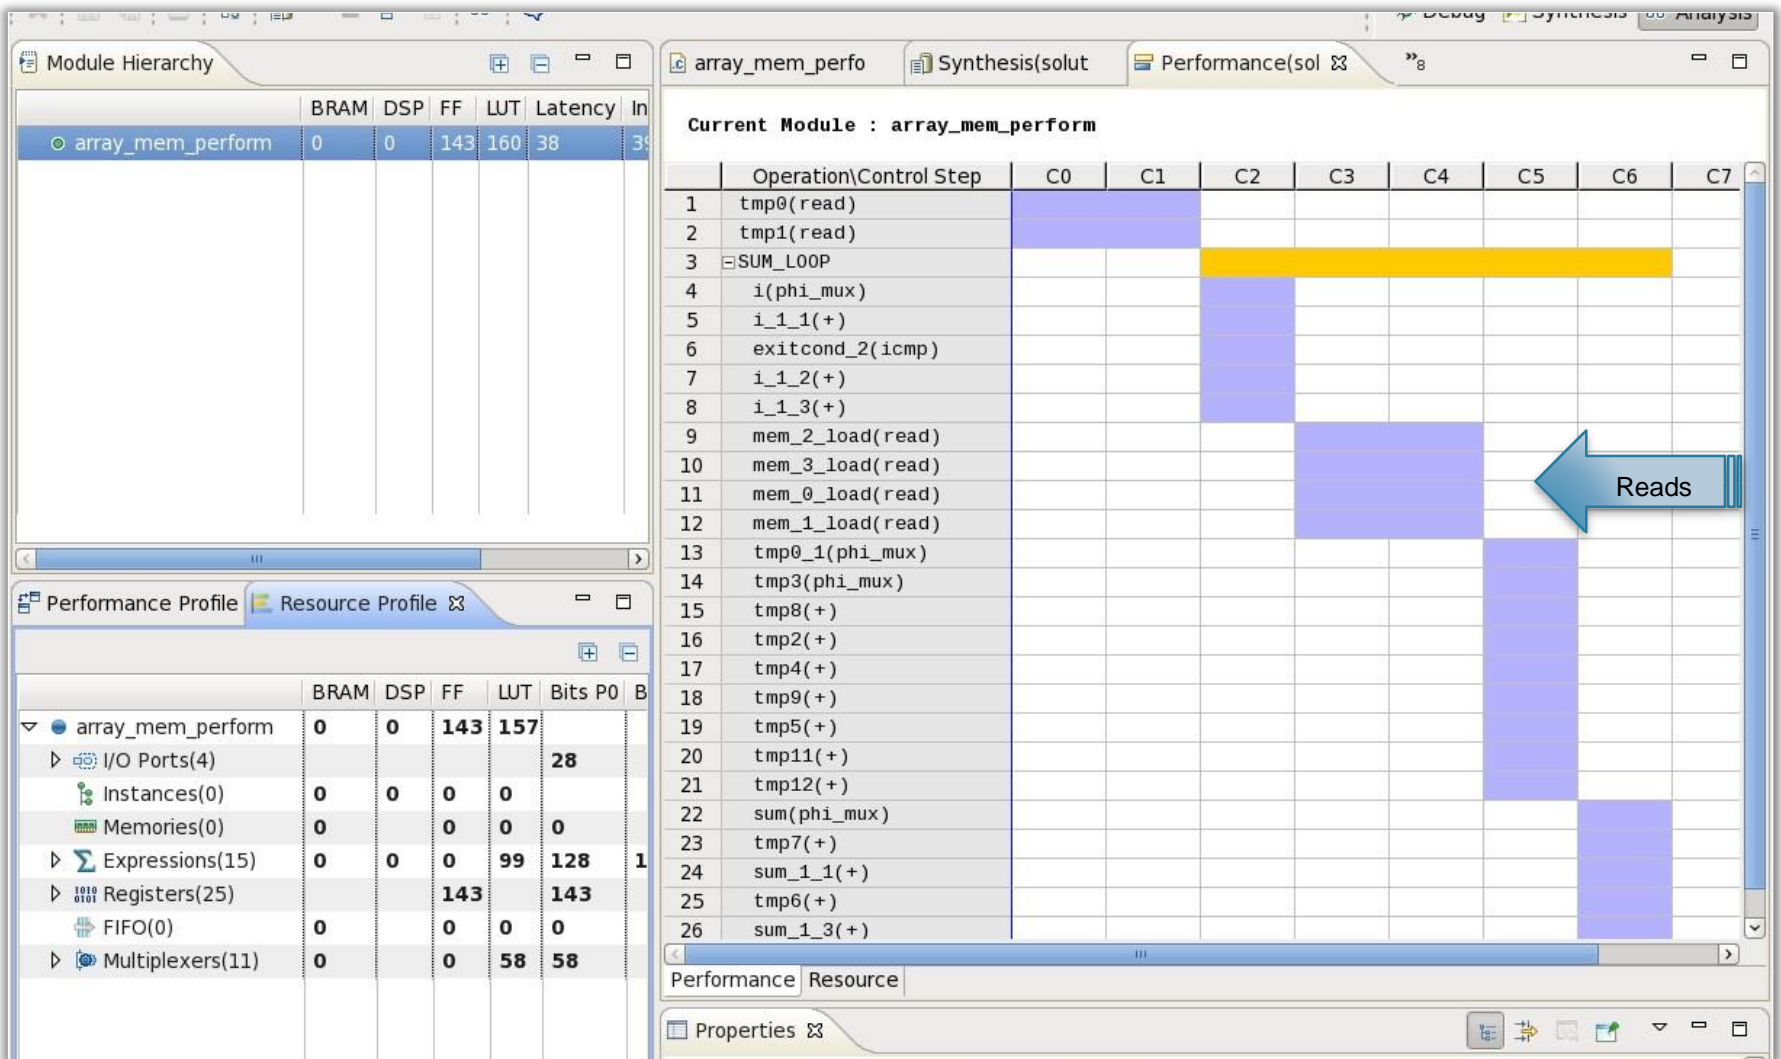 Debug Synthesis Analysis
Module Hierarchy
BRAM DSP FF LUT Latency In
array_mem_perform 0 0 143 160 38 39
Performance Profile Resource Profile
BRAM DSP FF LUT Bits P0 B
array_mem_perform 0 0 143 157
I/O Ports(4) 28
Instances(0) 0 0 0 0
Memories(0) 0 0 0 0
Expressions(15) 0 0 0 99 128 1
Registers(25) 143 143
FIFO(0) 0 0 0 0
Multiplexers(11) 0 0 58 58
array_mem_perfo Synthesis(solut Performance(sol »8
Current Module : array_mem_perform
Operation\Control Step C0 C1 C2 C3 C4 C5 C6 C7
1 tmp0(read)
2 tmp1(read)
3 SUM_LOOP
4 i(phi_mux)
5 i_1_1(+)
6 exitcond_2(icmp)
7 i_1_2(+)
8 i_1_3(+)
9 mem_2_load(read)
10 mem_3_load(read)
11 mem_0_load(read)
12 mem_1_load(read)
13 tmp0_1(phi_mux)
14 tmp3(phi_mux)
15 tmp8(+)
16 tmp2(+)
17 tmp4(+)
18 tmp9(+)
19 tmp5(+)
20 tmp11(+)
21 tmp12(+)
22 sum(phi_mux)
23 tmp7(+)
24 sum_1_1(+)
25 tmp6(+)
26 sum_1_3(+)
Reads
Performance Resource
Properties